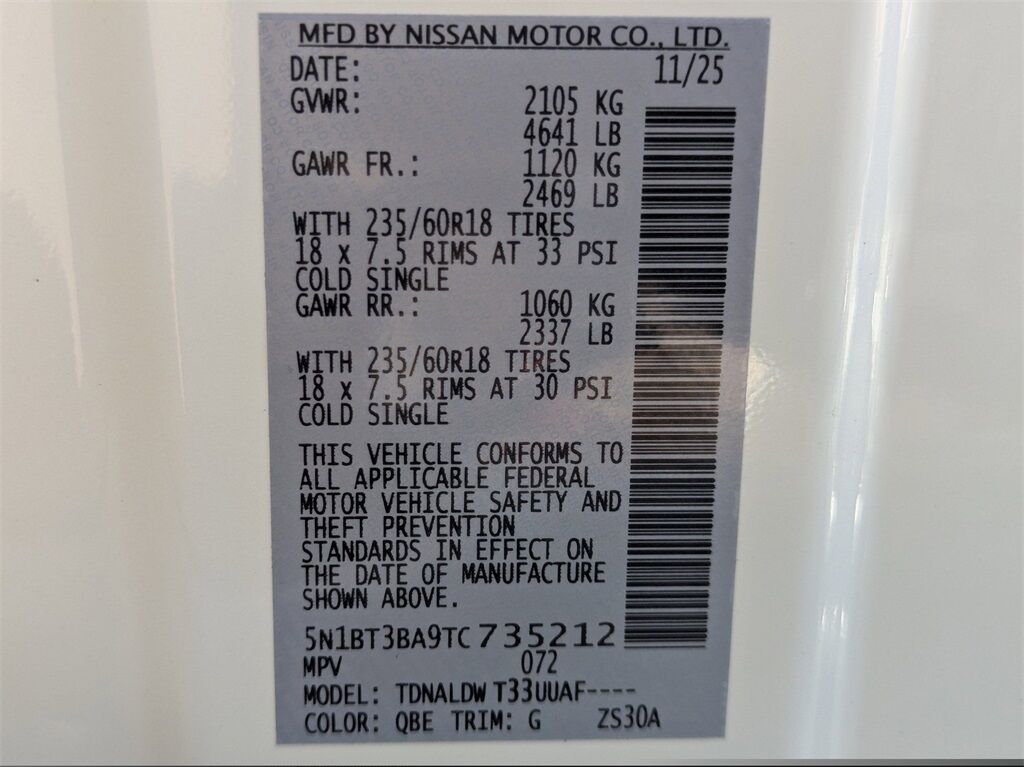 MFD BY NISSAN MOTOR CO., LTD.
DATE: 11/25
GVWR: 2105 KG
4641 LB
GAWR FR.: 1120 KG
2469 LB
WITH 235/60R18 TIRES
18 x 7.5 RIMS AT 33 PSI
COLD SINGLE
GAWR RR.: 1060 KG
2337 LB
WITH 235/60R18 TIRES
18 x 7.5 RIMS AT 30 PSI
COLD SINGLE
THIS VEHICLE CONFORMS TO
ALL APPLICABLE FEDERAL
MOTOR VEHICLE SAFETY AND
THEFT PREVENTION
STANDARDS IN EFFECT ON
THE DATE OF MANUFACTURE
SHOWN ABOVE.
5N1BT3BA9TC 735212
MPV 072
MODEL: TDNALDW T33UUAF----
COLOR: QBE TRIM: G ZS30A